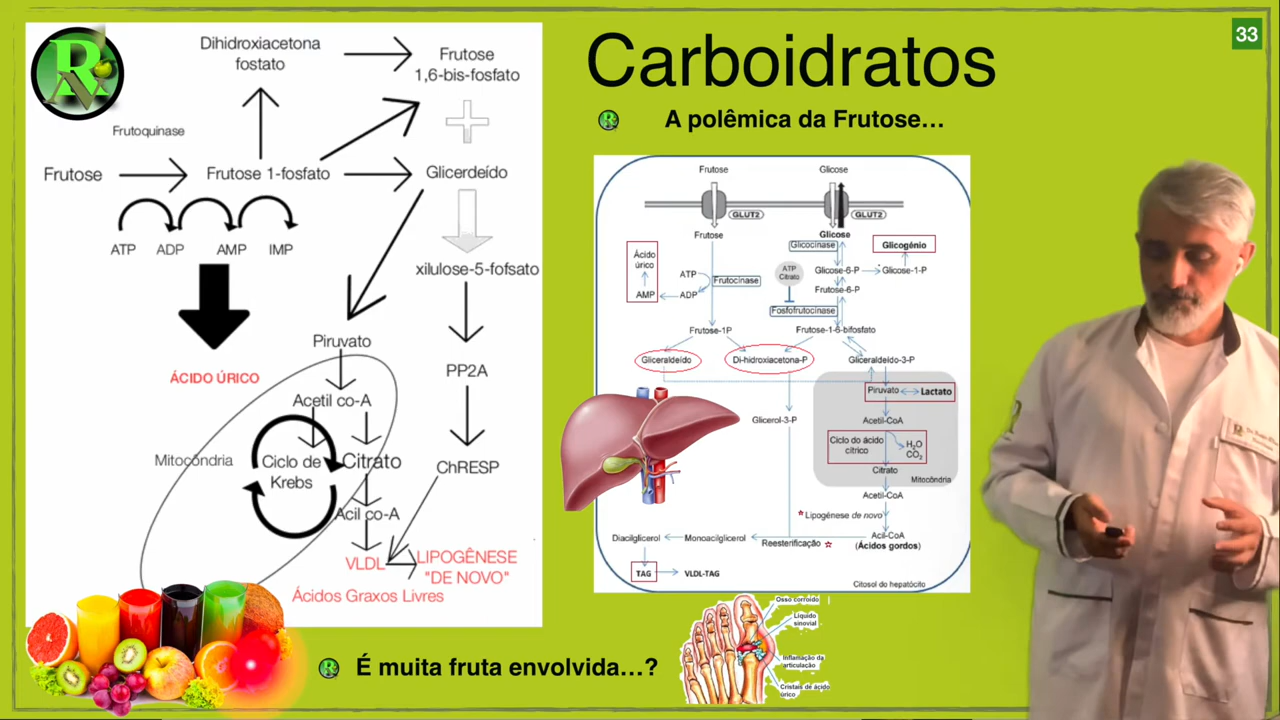 33
Carboidratos
A polêmica da Frutose...
Dihidroxiacetona
fostato
Frutose
1,6-bis-fosfato
Frutoquinase
Frutose
Frutose 1-fosfato
Glicerdeído
ATP
ADP
AMP
IMP
xilulose-5-fofsato
ÁCIDO ÚRICO
Piruvato
PP2A
Acetil co-A
Mitocôndria
Ciclo de
Krebs
Citrato
ChRESP
Acil co-A
VLDL
LIPOGÊNESE
"DE NOVO"
Ácidos Graxos Livres
Frutose
Glicose
GLUT2
GLUT2
Frutose
Glicose
Glicocinase
Glicogénio
Ácido
úrico
ATP
Frutocinase
AMP
ADP
ATP
Citrato
Glicose-6-P
Glicose-1-P
Frutose-6-P
Fosfofrutocinase
Frutose-1P
Frutose-1-6-bifosfato
Gliceraldeído
Di-hidroxiacetona-P
Gliceraldeído-3-P
Piruvato
Lactato
Glicerol-3-P
Acetil-CoA
Ciclo do ácido
cítrico
H2O
CO2
Citrato
Mitocôndria
Acetil-CoA
Lipogénese de novo
Diacilglicerol
Monoacilglicerol
Reesterificação
Acil-CoA
(Ácidos gordos)
TAG
VLDL-TAG
Citosol do hepatócito
Osso corroído
Líquido
sinovial
Inflamação da
articulação
Cristais de ácido
úrico
É muita fruta envolvida...?